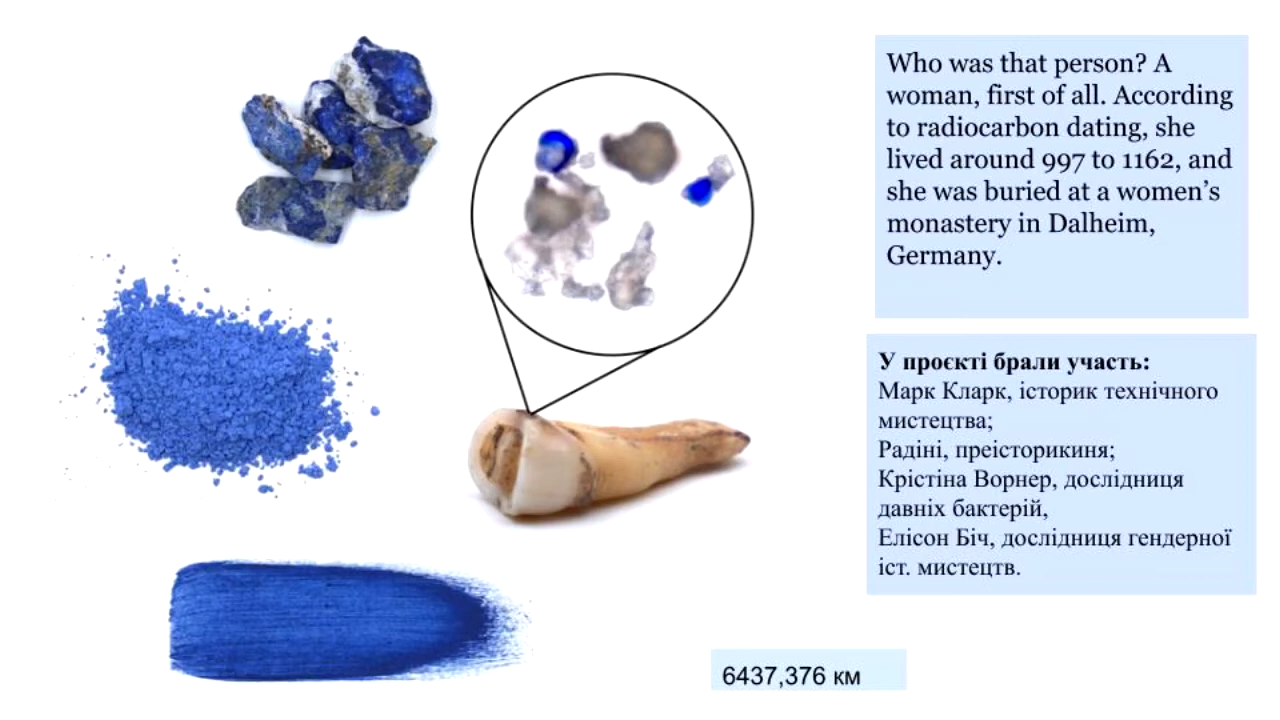 Who was that person? A
woman, first of all. According
to radiocarbon dating, she
lived around 997 to 1162, and
she was buried at a women’s
monastery in Dalheim,
Germany.
У проєкті брали участь:
Марк Кларк, історик технічного
мистецтва;
Радіні, преісторикиня;
Крістіна Ворнер, дослідниця
давніх бактерій,
Елісон Біч, дослідниця гендерної
іст. мистецтв.
6437,376 км